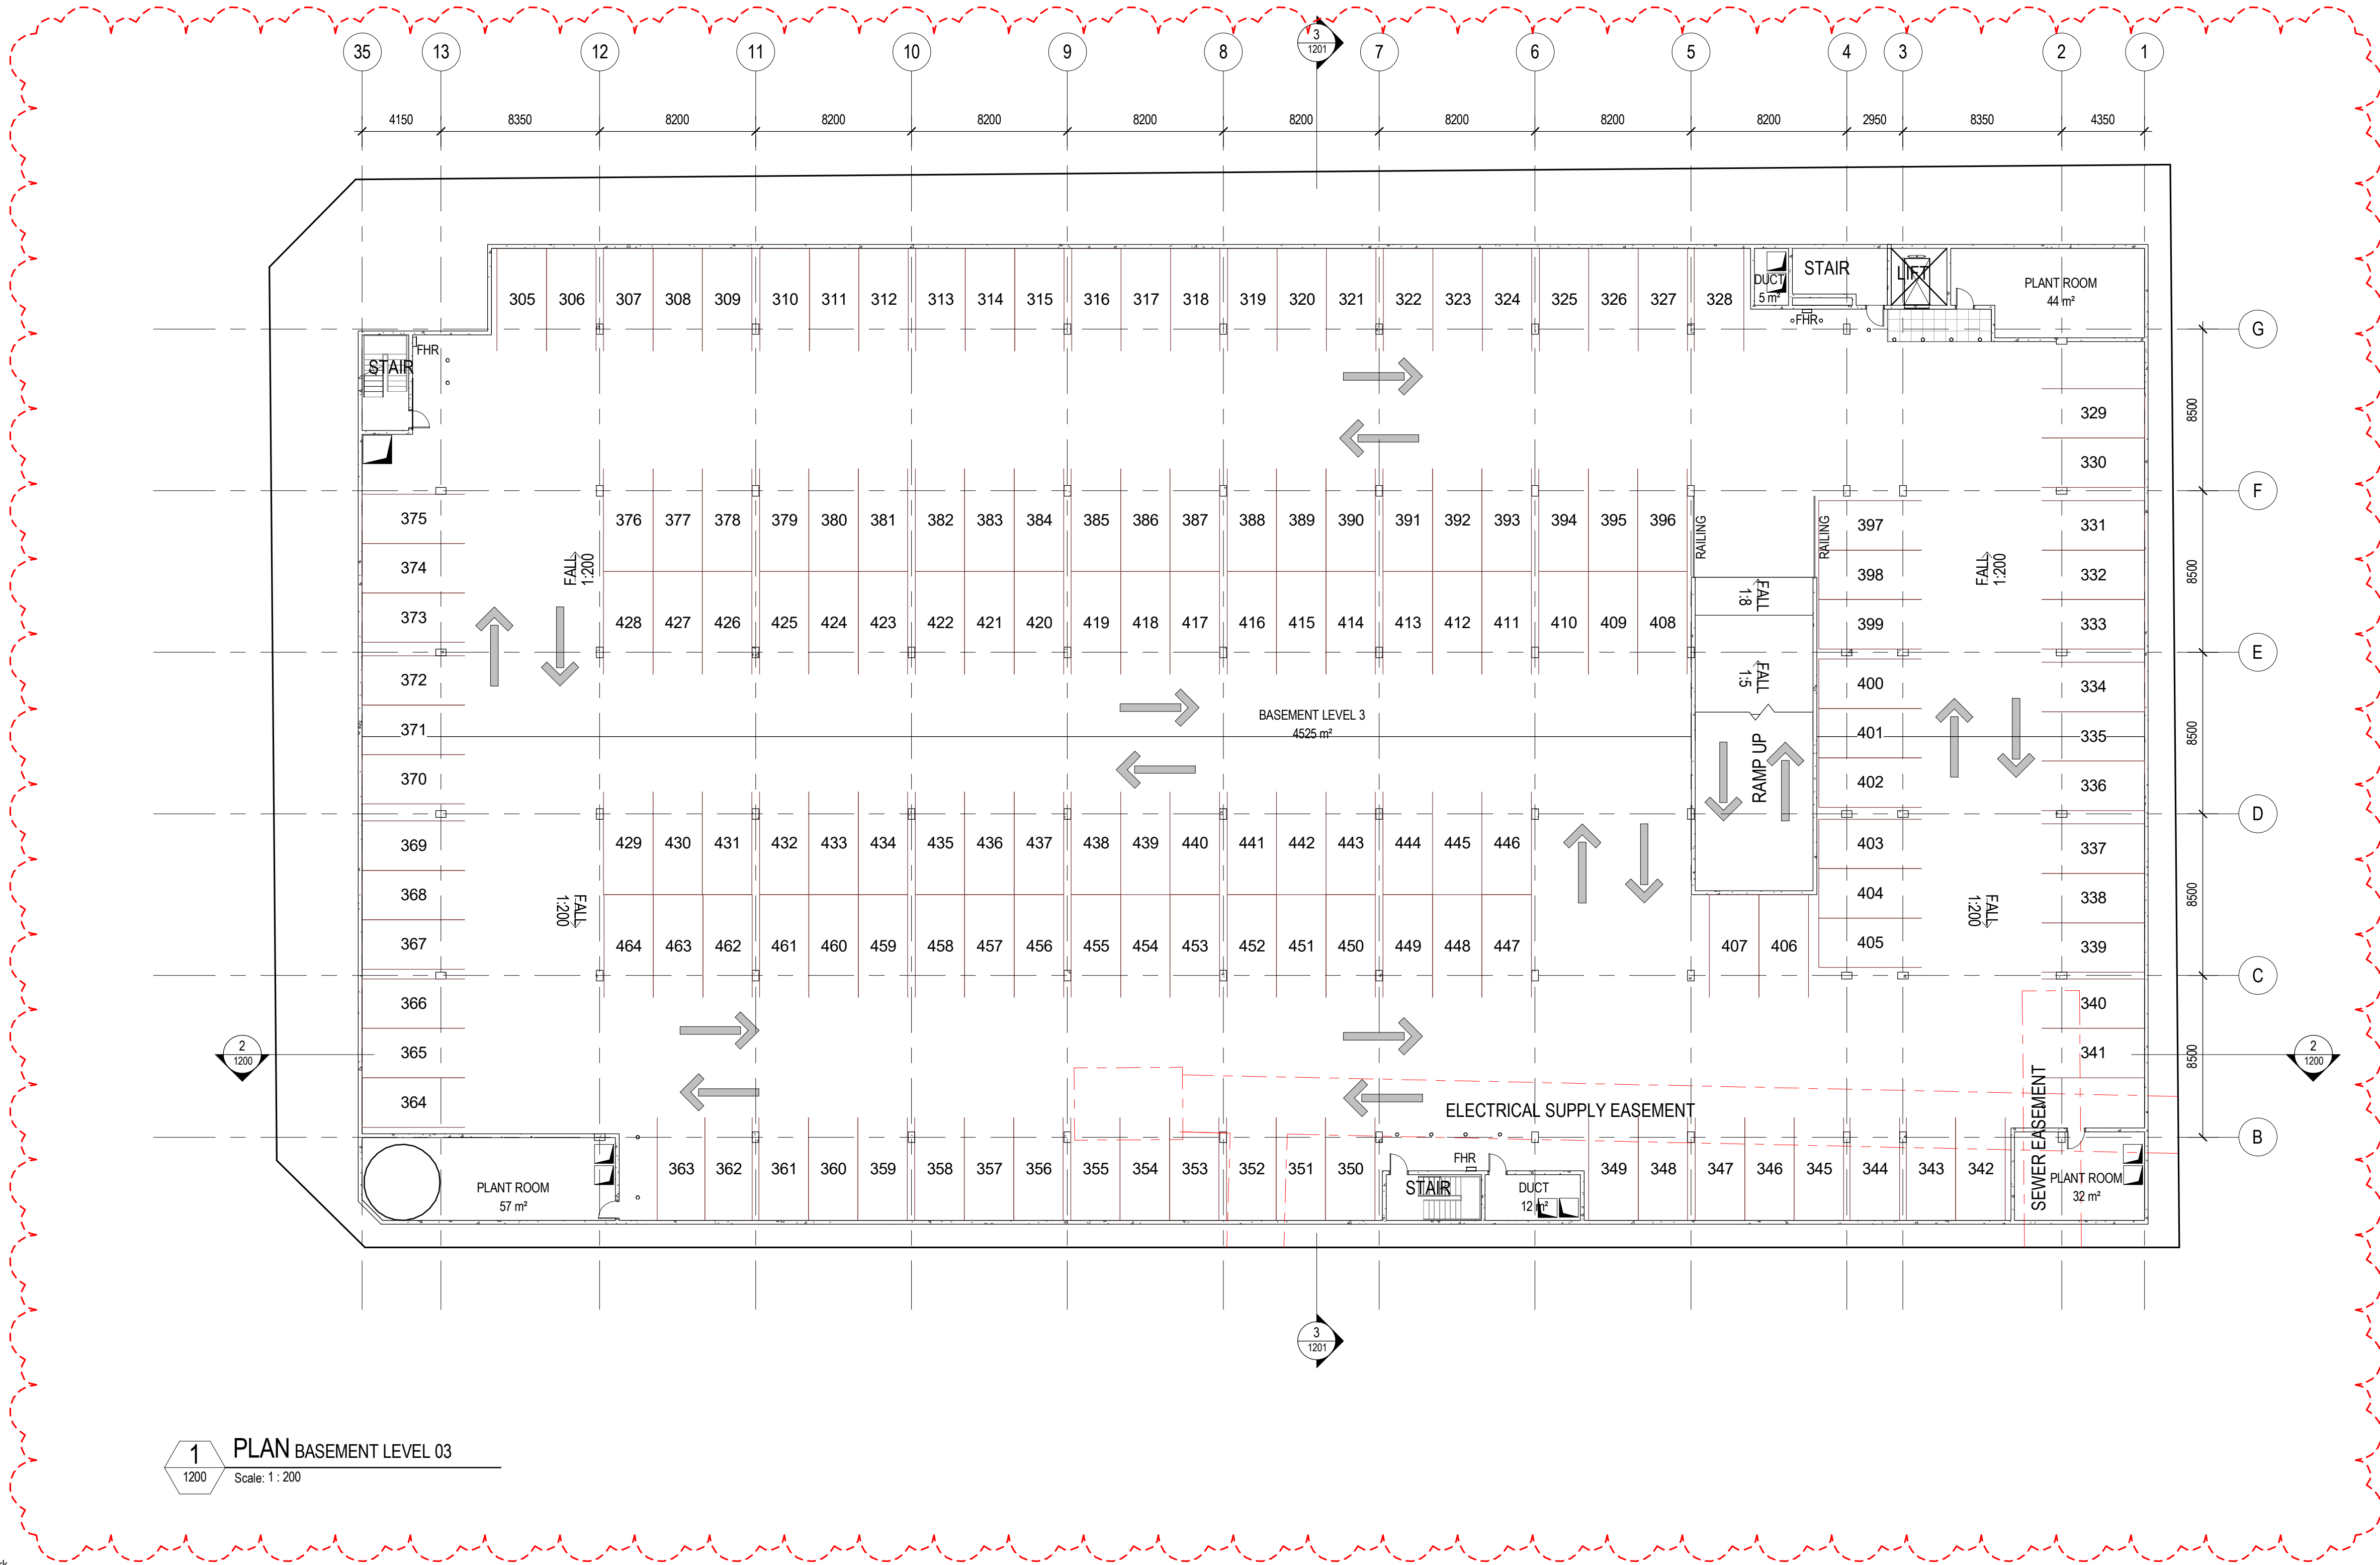 3
1201
35 13 12 11 10 9 8 7 6 5 4 3 2 1
4150 8350 8200 8200 8200 8200 8200 8200 8200 8200 2950 8350 4350
305 306 307 308 309 310 311 312 313 314 315 316 317 318 319 320 321 322 323 324 325 326 327 328
DUCT
5 m²
STAIR
LIFT
PLANT ROOM
44 m²
FHR
G
STAIR
FHR
8500
329
330
F
375 376 377 378 379 380 381 382 383 384 385 386 387 388 389 390 391 392 393 394 395 396
RAILING
RAILING
397 331
374
FALL
1:200
398
FALL
1:200
332
8500
FALL
1:8
373 428 427 426 425 424 423 422 421 420 419 418 417 416 415 414 413 412 411 410 409 408
399 333
E
372
FALL
1:5
400 334
BASEMENT LEVEL 3
4525 m²
371
401 335
8500
RAMP UP
370
402 336
D
369 429 430 431 432 433 434 435 436 437 438 439 440 441 442 443 444 445 446
403 337
368
FALL
1:200
404
FALL
1:200
338
8500
367 464 463 462 461 460 459 458 457 456 455 454 453 452 451 450 449 448 447
407 406 405 339
C
366 340
2
1200
365 341
8500
2
1200
364
ELECTRICAL SUPPLY EASEMENT
SEWER EASEMENT
B
363 362 361 360 359 358 357 356 355 354 353 352 351 350
FHR
349 348 347 346 345 344 343 342
PLANT ROOM
57 m²
STAIR
DUCT
12 m²
PLANT ROOM
32 m²
3
1201
1
1200
PLAN BASEMENT LEVEL 03
Scale: 1 : 200